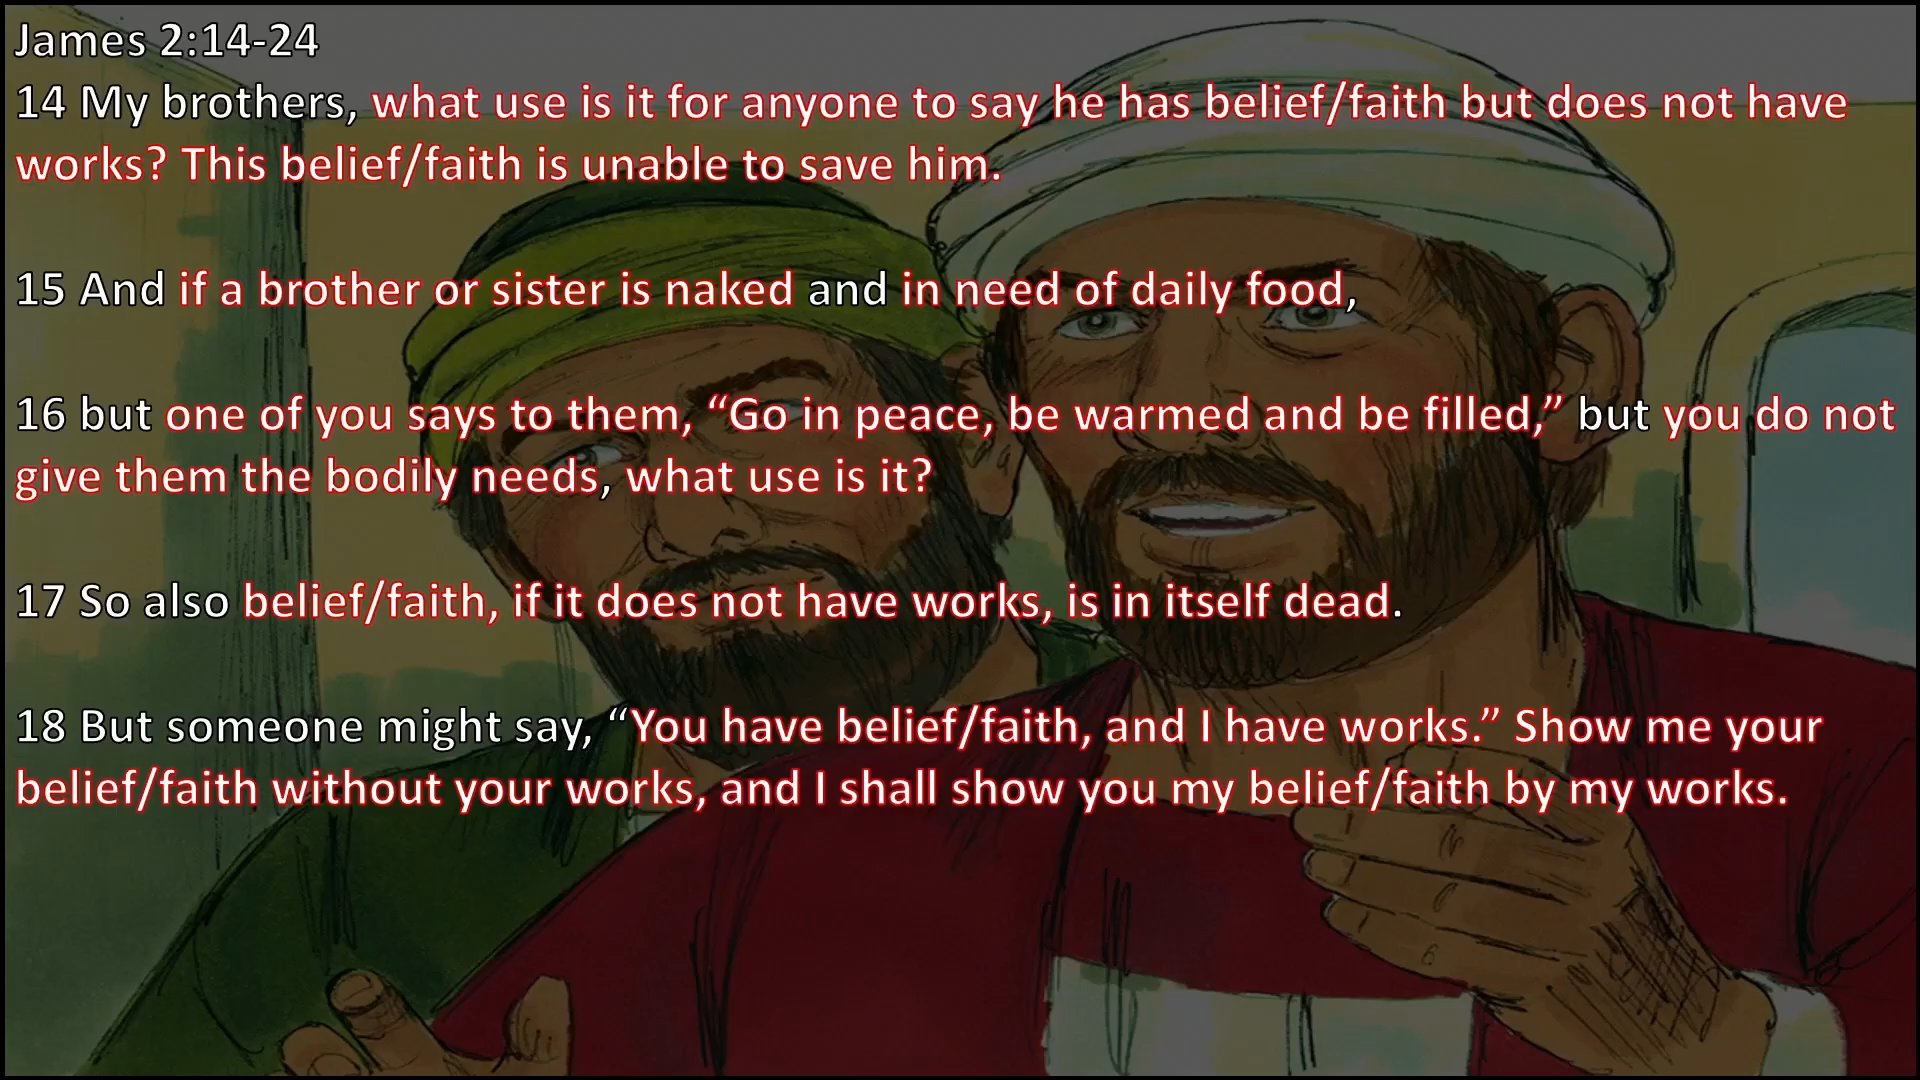 James 2:14-24
14 My brothers, what use is it for anyone to say he has belief/faith but does not have
works? This belief/faith is unable to save him.
15 And if a brother or sister is naked and in need of daily food,
16 but one of you says to them, “Go in peace, be warmed and be filled,” but you do not
give them the bodily needs, what use is it?
17 So also belief/faith, if it does not have works, is in itself dead.
18 But someone might say, “You have belief/faith, and I have works.” Show me your
belief/faith without your works, and I shall show you my belief/faith by my works.